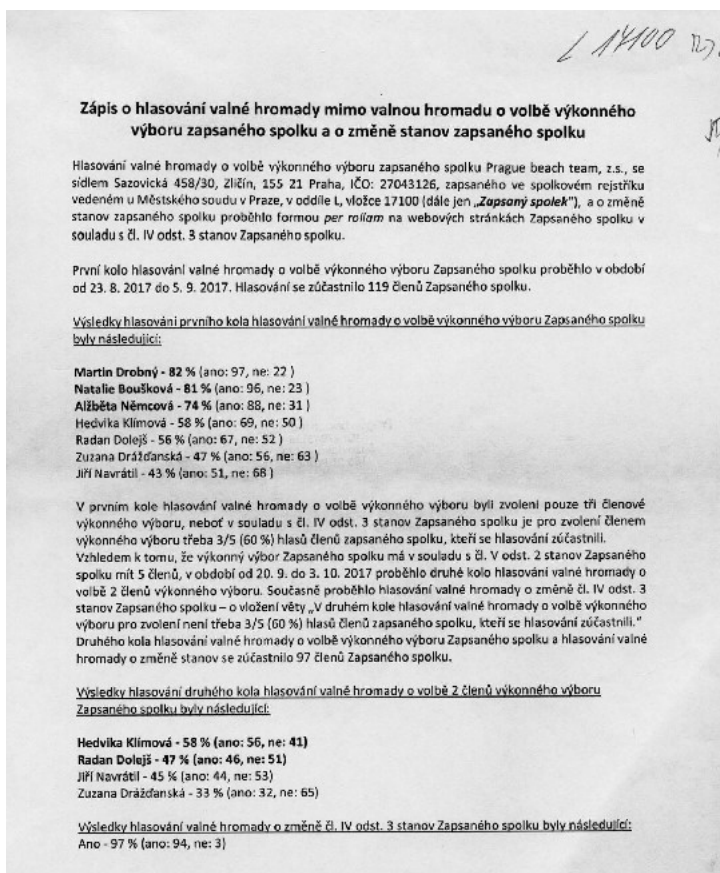 L 17100
Zápis o hlasování valné hromady mimo valnou hromadu o volbě výkonného
výboru zapsaného spolku a o změně stanov zapsaného spolku
Hlasování valné hromady o volbě výkonného výboru zapsaného spolku Prague beach team, z.s., se
sídlem Sazovická 458/30, Zličín, 155 21 Praha, IČO: 27043126, zapsaného ve spolkovém rejstříku
vedeném u Městského soudu v Praze, v oddíle L, vložce 17100 (dále jen „Zapsaný spolek"), a o změně
stanov zapsaného spolku proběhlo formou per rollam na webových stránkách Zapsaného spolku v
souladu s čl. IV odst. 3 stanov Zapsaného spolku.
První kolo hlasování valné hromady o volbě výkonného výboru Zapsaného spolku proběhlo v období
od 23. 8. 2017 do 5. 9. 2017. Hlasování se zúčastnilo 119 členů Zapsaného spolku.
Výsledky hlasování prvního kola hlasování valné hromady o volbě výkonného výboru Zapsaného spolku
byly následující:
Martin Drobný - 82 % (ano: 97, ne: 22 )
Natalie Boušková - 81 % (ano: 96, ne: 23 )
Alžběta Němcová - 74 % (ano: 88, ne: 31 )
Hedvika Klímová - 58 % (ano: 69, ne: 50 )
Radan Dolejš - 56 % (ano: 67, ne: 52 )
Zuzana Drážďanská - 47 % (ano: 56, ne: 63 )
Jiří Navrátil - 43 % (ano: 51, ne: 68 )
V prvním kole hlasování valné hromady o volbě výkonného výboru byli zvoleni pouze tři členové
výkonného výboru, neboť v souladu s čl. IV odst. 3 stanov Zapsaného spolku je pro zvolení členem
výkonného výboru třeba 3/5 (60 %) hlasů členů zapsaného spolku, kteří se hlasování zúčastnili.
Vzhledem k tomu, že výkonný výbor Zapsaného spolku má v souladu s čl. V odst. 2 stanov Zapsaného
spolku mít 5 členů, v období od 20. 9. do 3. 10. 2017 proběhlo druhé kolo hlasování valné hromady o
volbě 2 členů výkonného výboru. Současně proběhlo hlasování valné hromady o změně čl. IV odst. 3
stanov Zapsaného spolku – o vložení věty „V druhém kole hlasování valné hromady o volbě výkonného
výboru pro zvolení není třeba 3/5 (60 %) hlasů členů zapsaného spolku, kteří se hlasování zúčastnili."
Druhého kola hlasování valné hromady o volbě výkonného výboru Zapsaného spolku a hlasování valné
hromady o změně stanov se zúčastnilo 97 členů Zapsaného spolku.
Výsledky hlasování druhého kola hlasování valné hromady o volbě 2 členů výkonného výboru
Zapsaného spolku byly následující:
Hedvika Klímová - 58 % (ano: 56, ne: 41)
Radan Dolejš - 47 % (ano: 46, ne: 51)
Jiří Navrátil - 45 % (ano: 44, ne: 53)
Zuzana Drážďanská - 33 % (ano: 32, ne: 65)
Výsledky hlasování valné hromady o změně čl. IV odst. 3 stanov Zapsaného spolku byly následující:
Ano - 97 % (ano: 94, ne: 3)